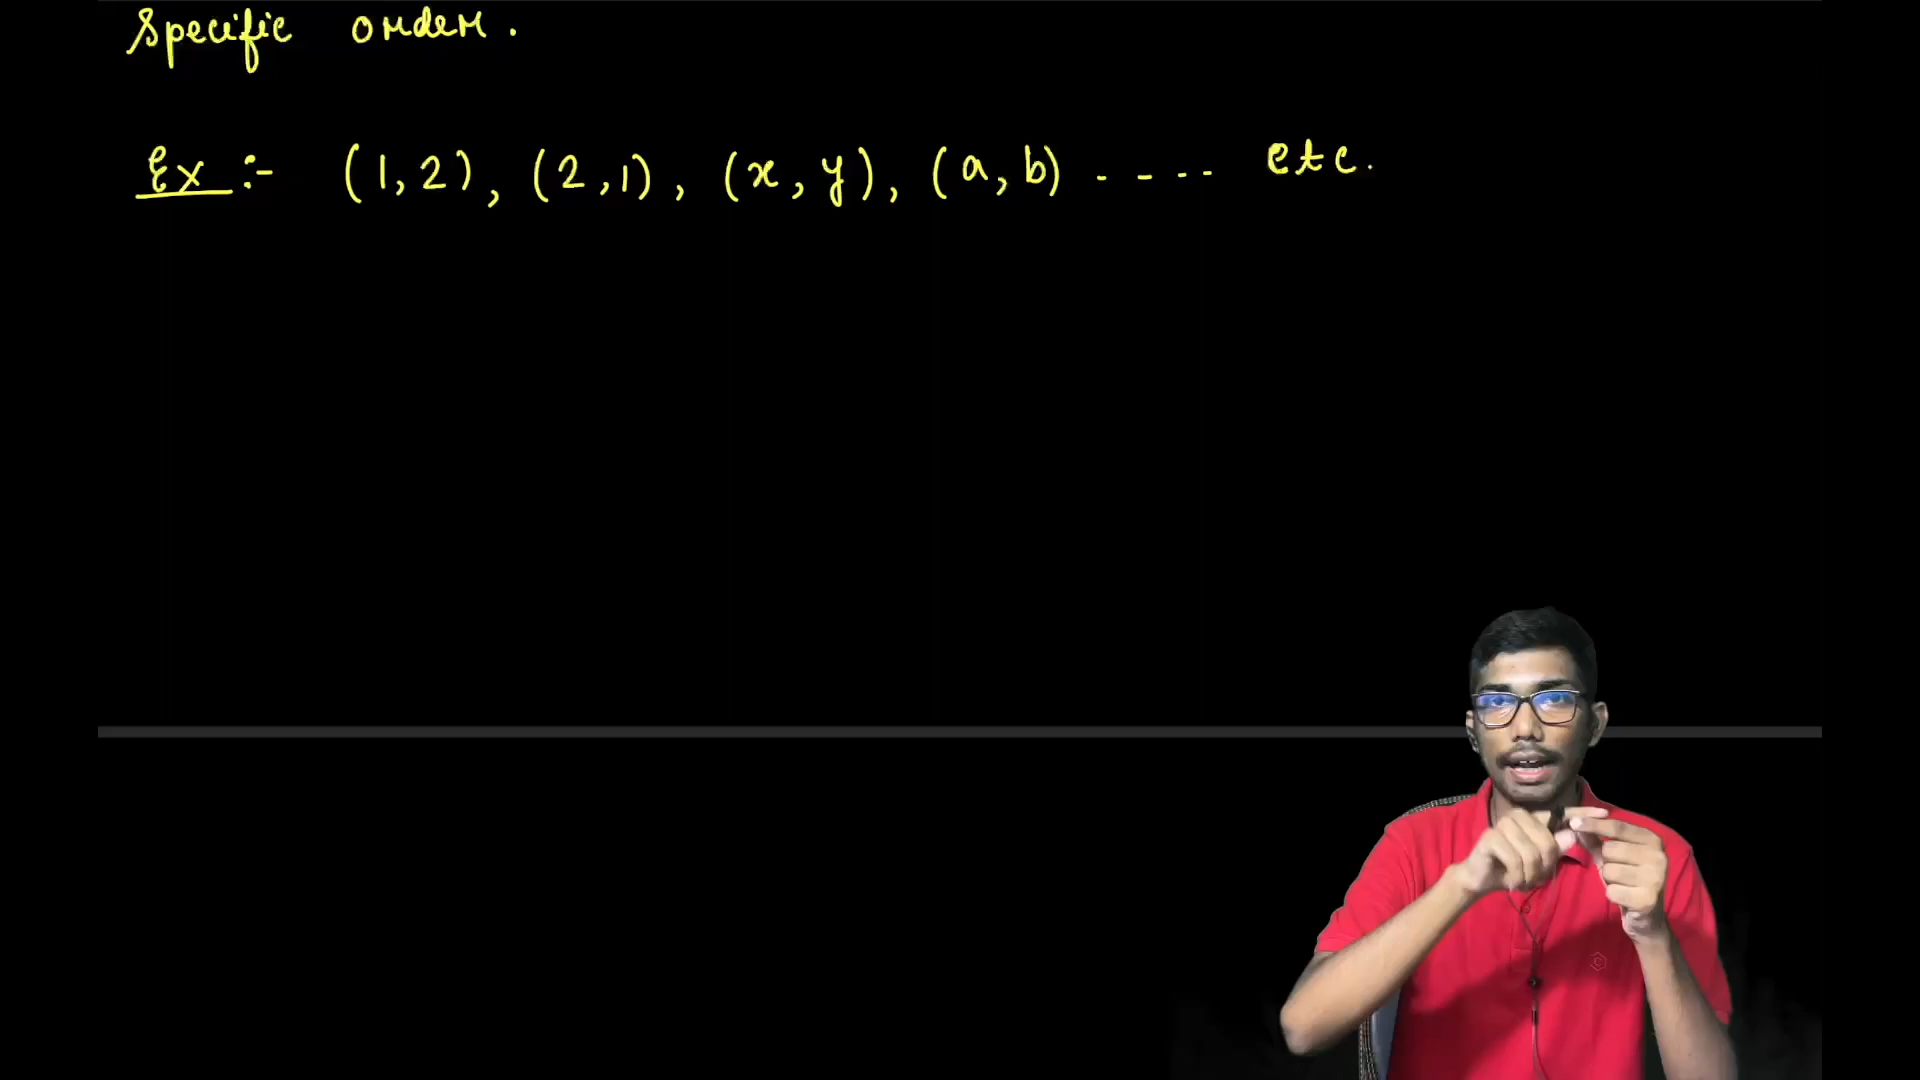 Specific order.
Ex :- (1,2), (2,1), (x,y), (a,b) - - - - etc.